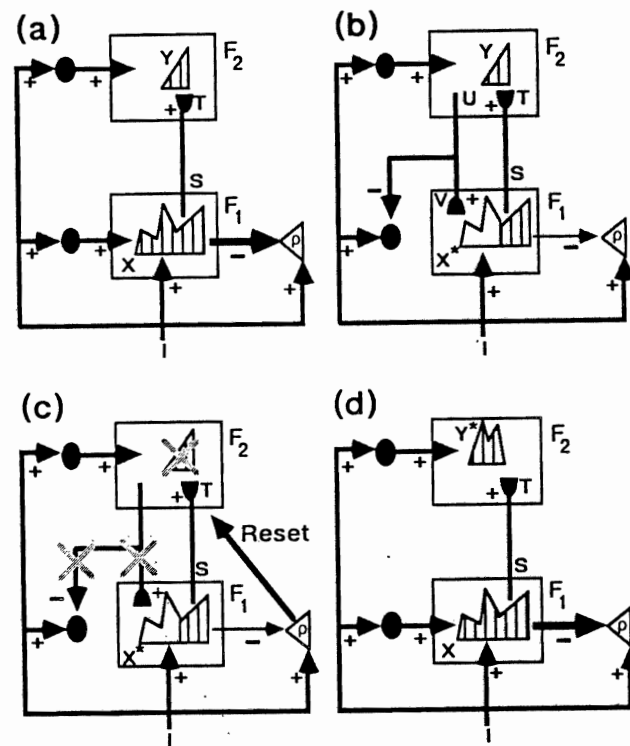 (a)
Y F2
+ + T
+
S
F1
+ + X − ρ
+ +
I
(b)
Y F2
+ + U + T
S
− V + F1
+ X* − ρ
+ +
I
(c)
F2
+ + + T
Reset
S
− + F1
+ X* − ρ
+ +
I
(d)
Y* F2
+ + + T
S
F1
+ + X − ρ
+ +
I